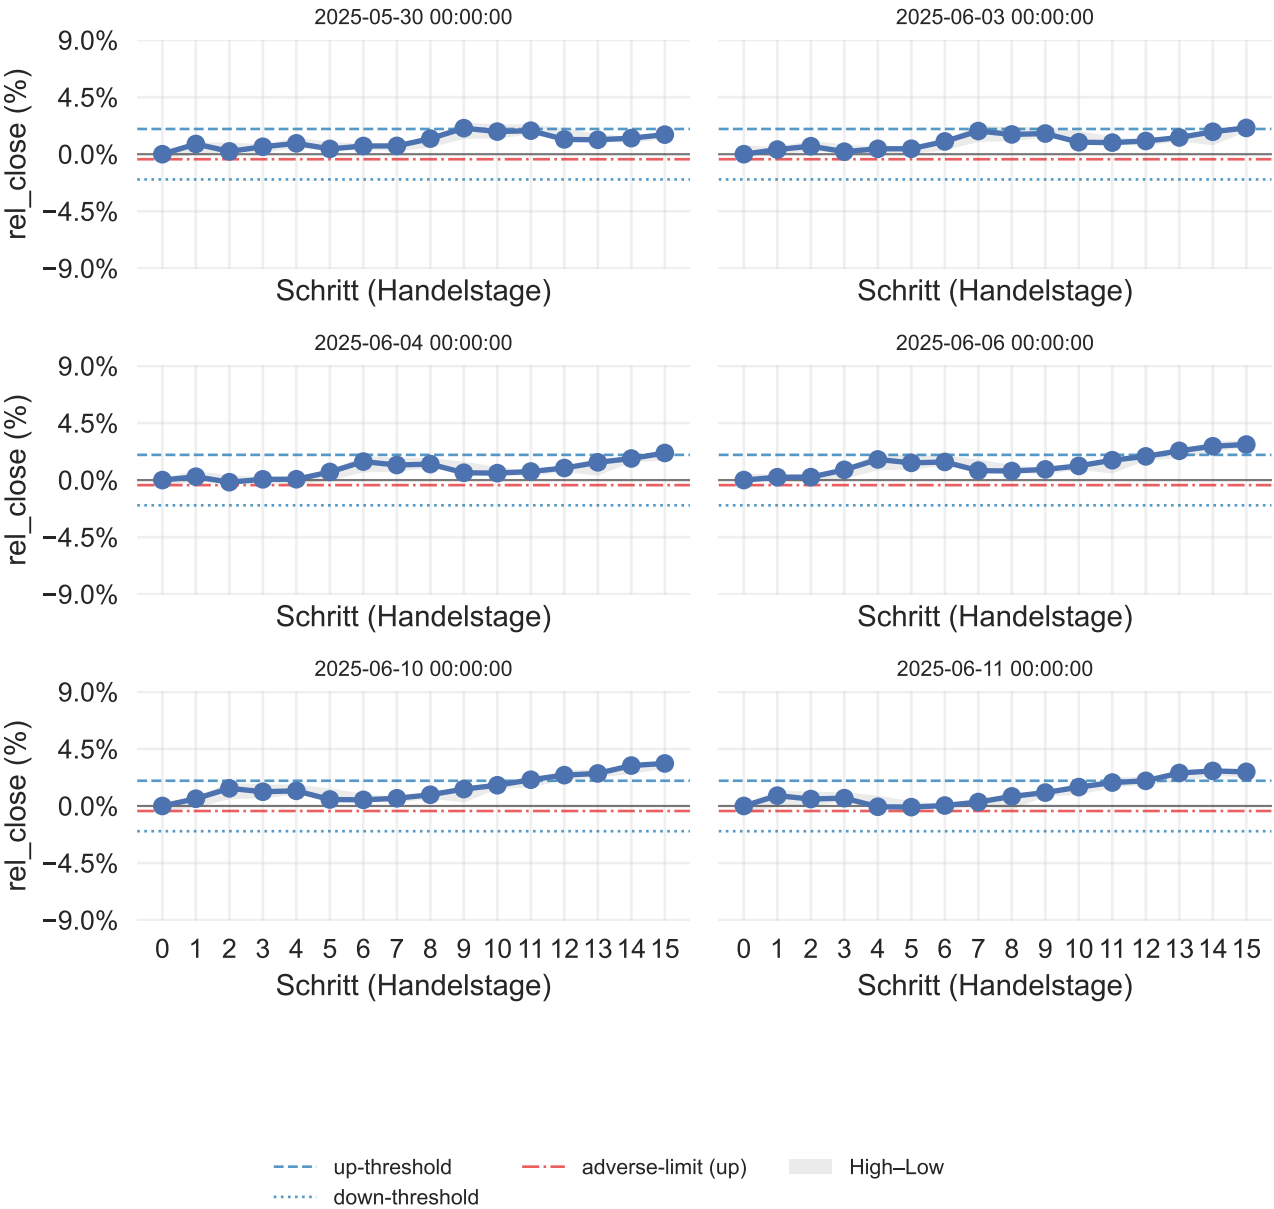 2025-05-30 00:00:00
2025-06-03 00:00:00
rel_close (%)
9.0%
4.5%
0.0%
−4.5%
−9.0%
Schritt (Handelstage)
Schritt (Handelstage)
2025-06-04 00:00:00
2025-06-06 00:00:00
rel_close (%)
9.0%
4.5%
0.0%
−4.5%
−9.0%
Schritt (Handelstage)
Schritt (Handelstage)
2025-06-10 00:00:00
2025-06-11 00:00:00
rel_close (%)
9.0%
4.5%
0.0%
−4.5%
−9.0%
0 1 2 3 4 5 6 7 8 9 10 11 12 13 14 15
0 1 2 3 4 5 6 7 8 9 10 11 12 13 14 15
Schritt (Handelstage)
Schritt (Handelstage)
up-threshold
adverse-limit (up)
High–Low
down-threshold